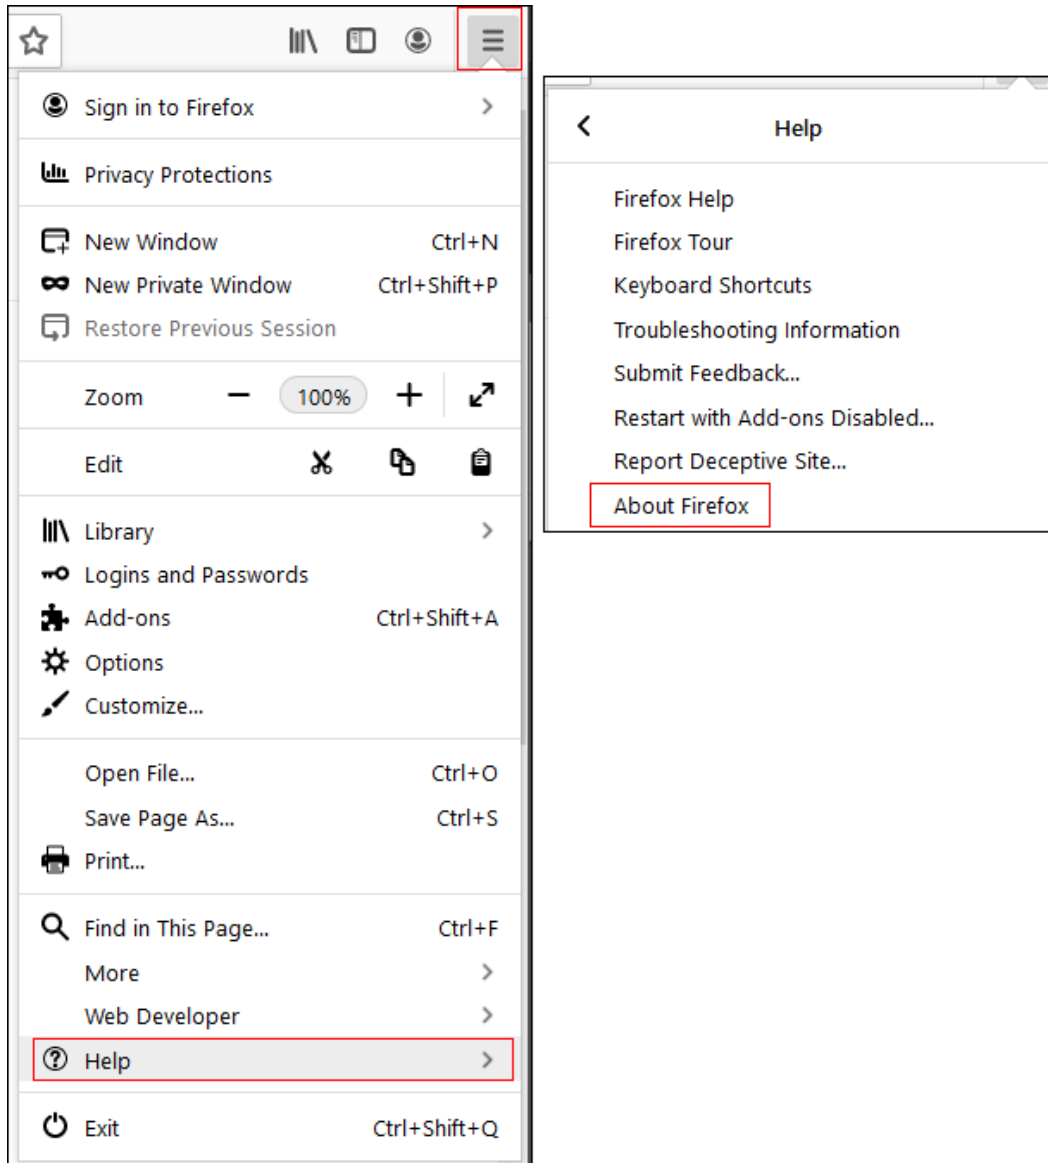 Sign in to Firefox
Privacy Protections
New Window Ctrl+N
New Private Window Ctrl+Shift+P
Restore Previous Session
Zoom 100%
Edit
Library
Logins and Passwords
Add-ons Ctrl+Shift+A
Options
Customize...
Open File... Ctrl+O
Save Page As... Ctrl+S
Print...
Find in This Page... Ctrl+F
More
Web Developer
Help
Exit Ctrl+Shift+Q
Help
Firefox Help
Firefox Tour
Keyboard Shortcuts
Troubleshooting Information
Submit Feedback...
Restart with Add-ons Disabled...
Report Deceptive Site...
About Firefox